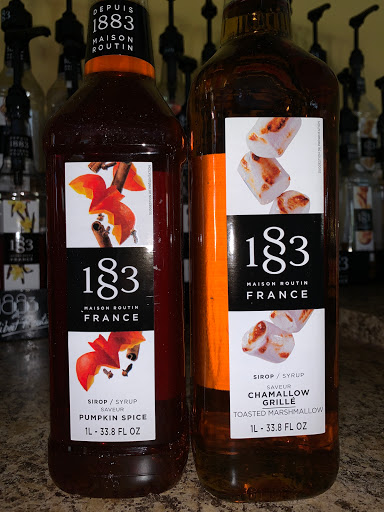 DEPUIS
1883
MAISON
ROUTIN
1883
MAISON ROUTIN
FRANCE
SIROP / SYRUP
SAVEUR
PUMPKIN SPICE
1L - 33.8 FL OZ
1883
MAISON ROUTIN
FRANCE
SIROP / SYRUP
SAVEUR
CHAMALLOW
GRILLÉ
TOASTED MARSHMALLOW
1L - 33.8 FL OZ
1883